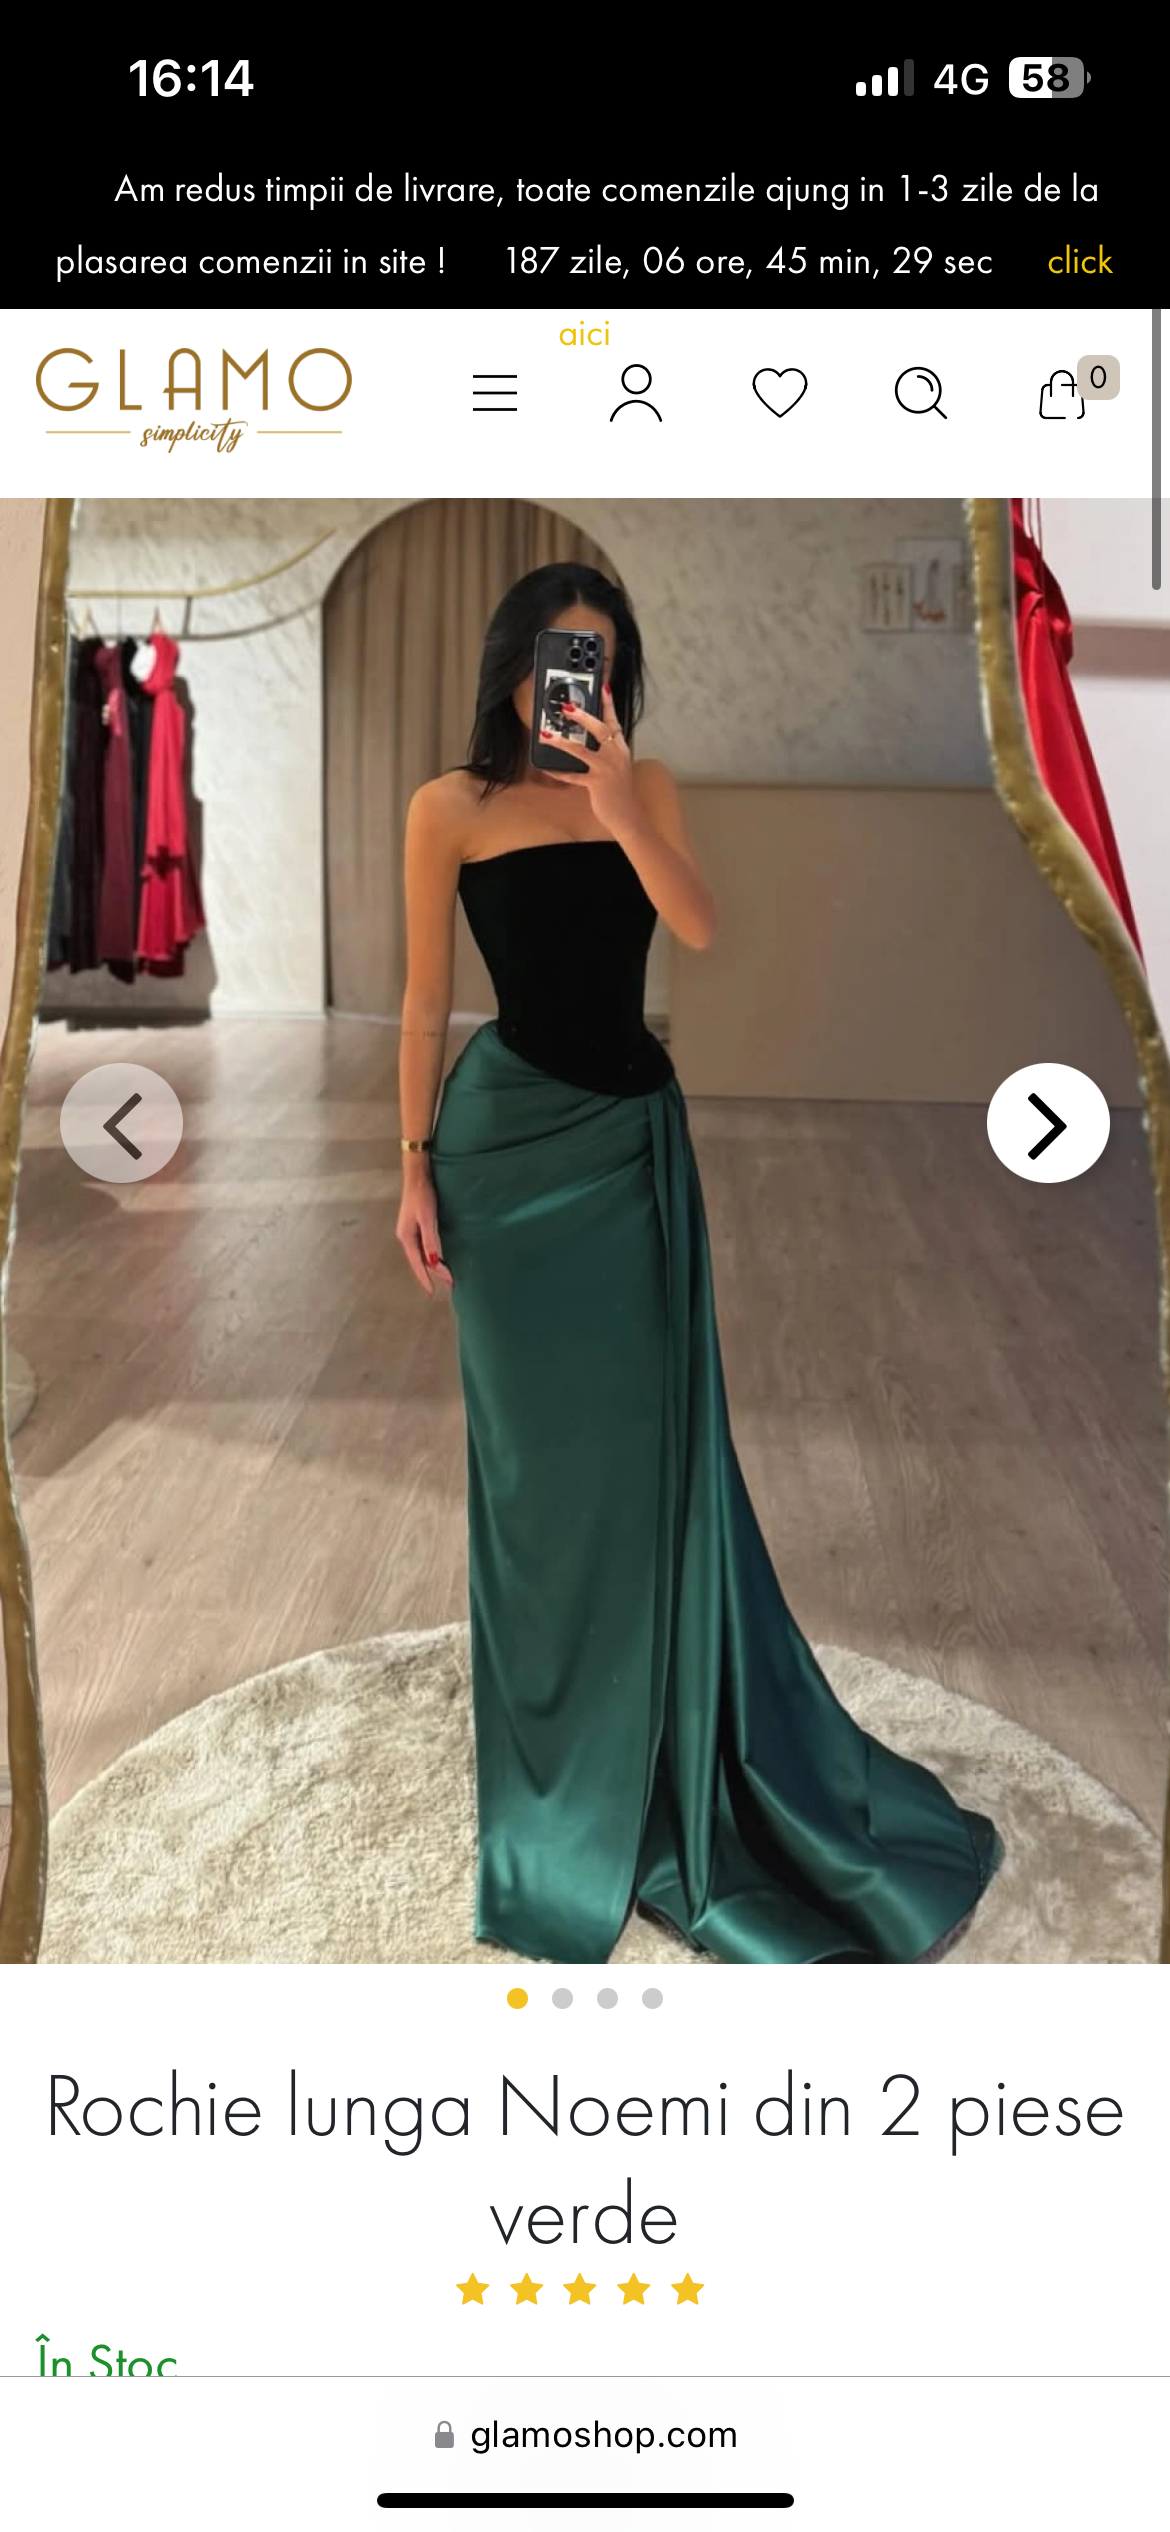 16:14
4G 58
Am redus timpii de livrare, toate comenzile ajung in 1-3 zile de la
plasarea comenzii in site ! 187 zile, 06 ore, 45 min, 29 sec click
aici
GLAMO
simplicity
0
Rochie lunga Noemi din 2 piese
verde
În Stoc
glamoshop.com